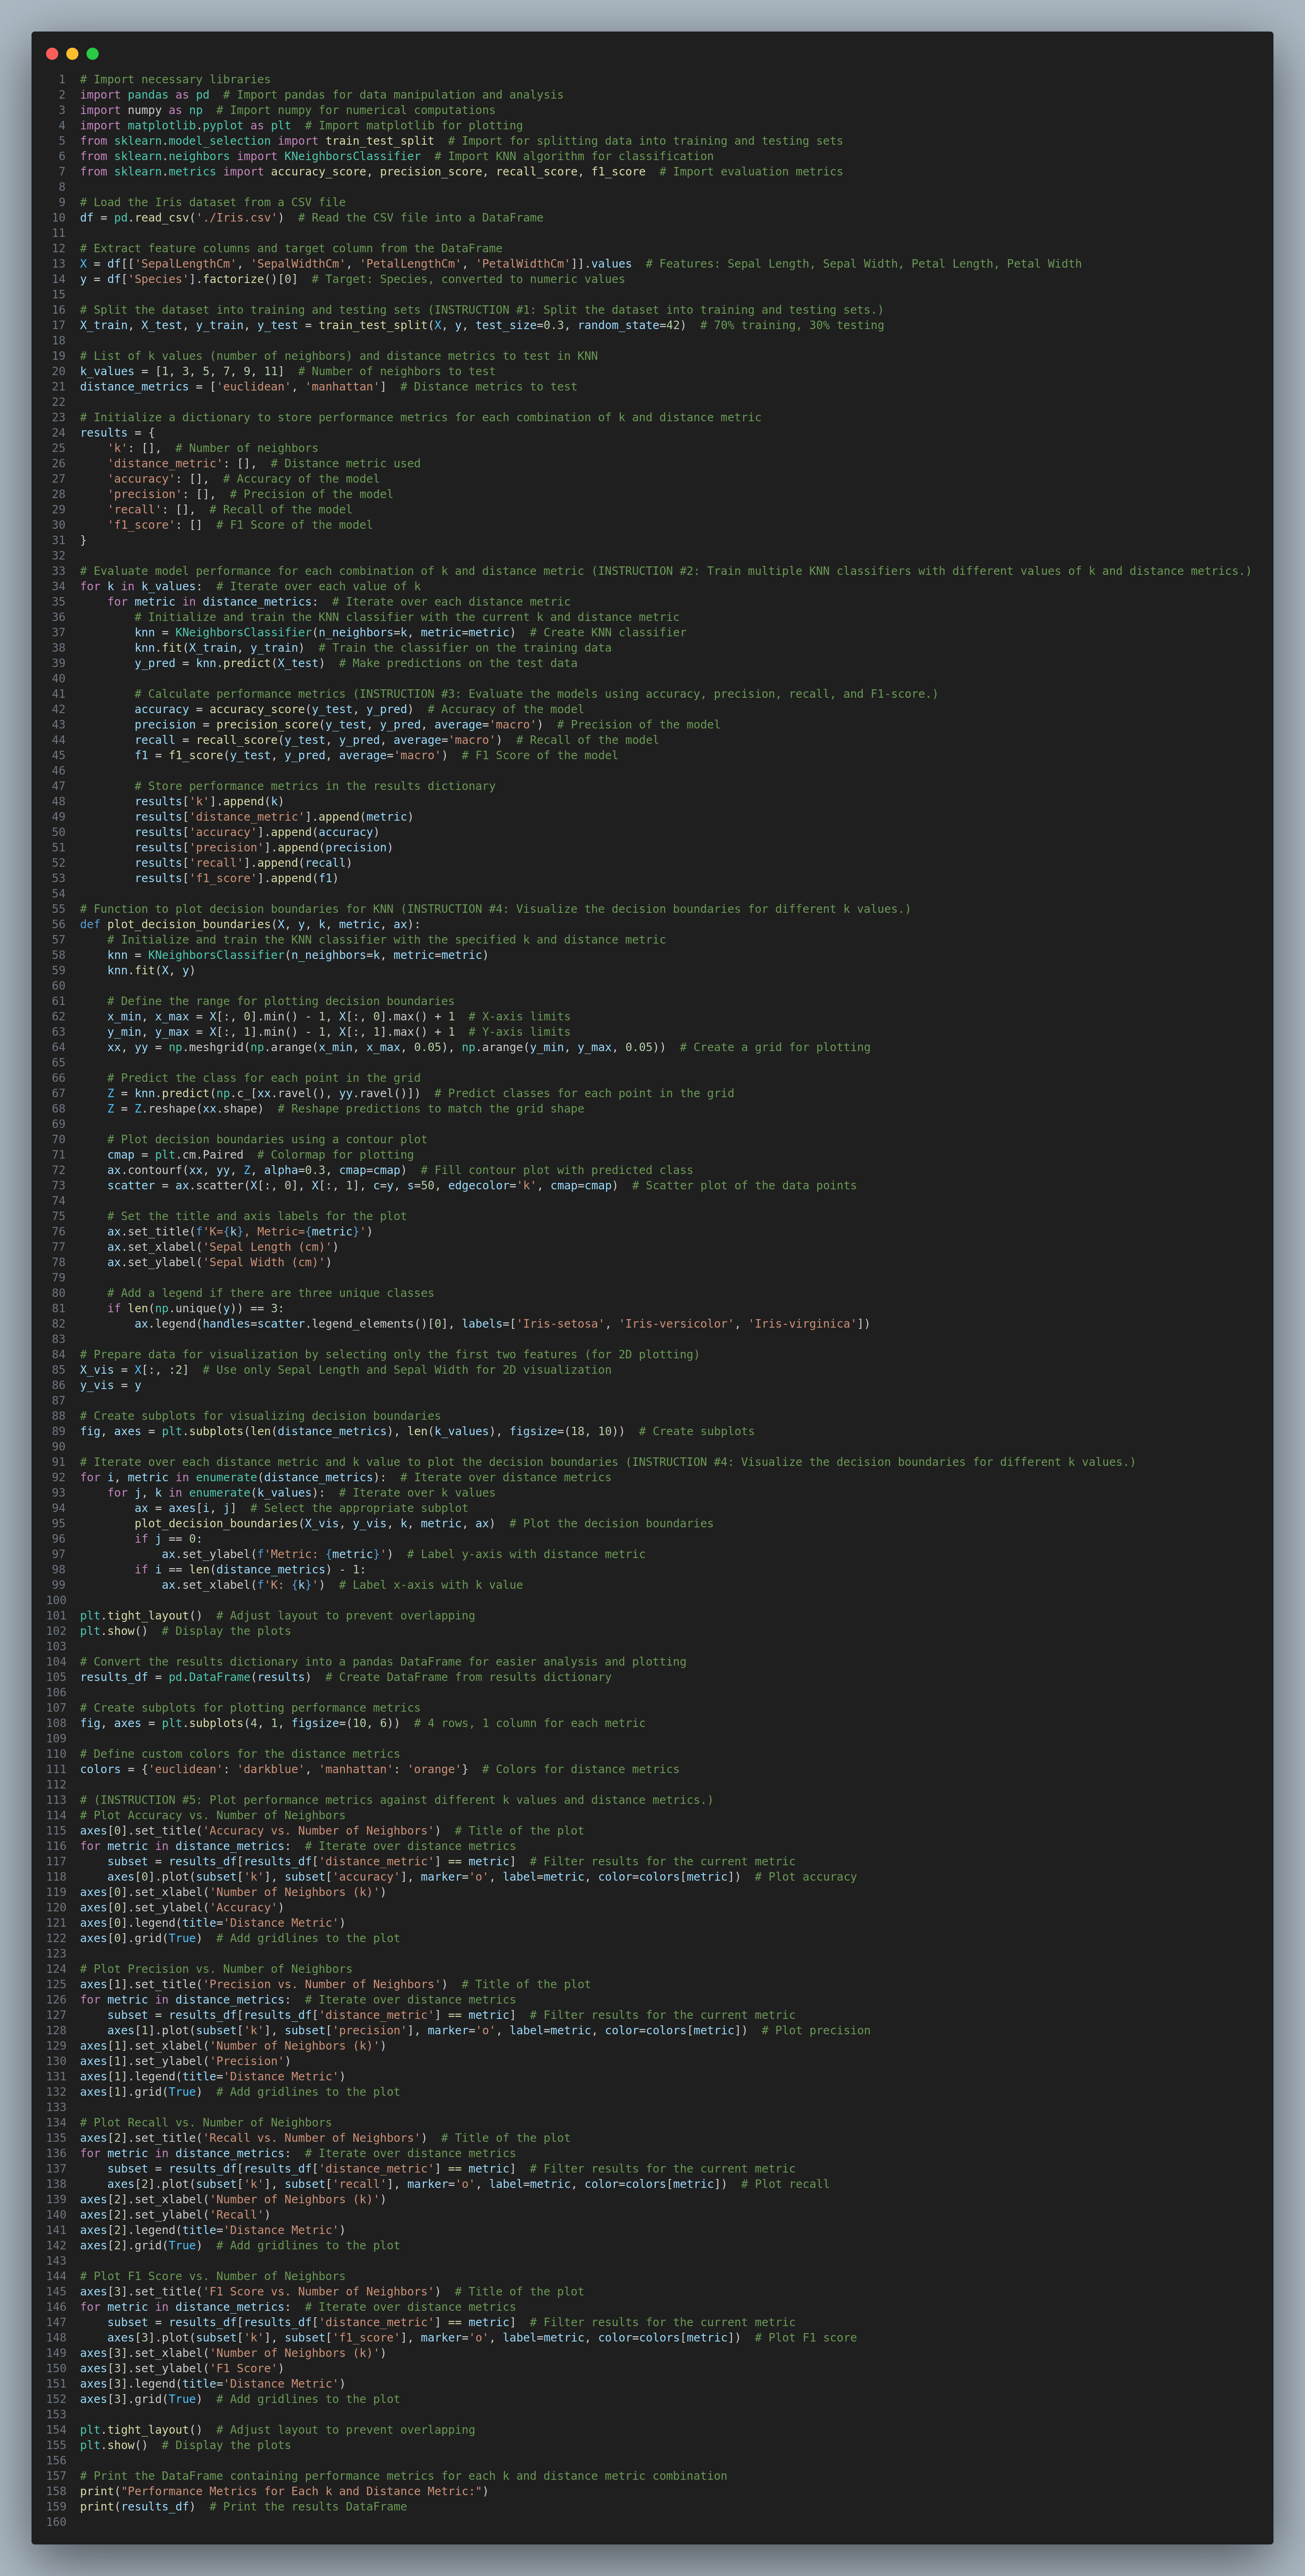 1 # Import necessary libraries
2 import pandas as pd  # Import pandas for data manipulation and analysis
3 import numpy as np  # Import numpy for numerical computations
4 import matplotlib.pyplot as plt  # Import matplotlib for plotting
5 from sklearn.model_selection import train_test_split  # Import for splitting data into training and testing sets
6 from sklearn.neighbors import KNeighborsClassifier  # Import KNN algorithm for classification
7 from sklearn.metrics import accuracy_score, precision_score, recall_score, f1_score  # Import evaluation metrics
8
9 # Load the Iris dataset from a CSV file
10 df = pd.read_csv('./Iris.csv')  # Read the CSV file into a DataFrame
11
12 # Extract feature columns and target column from the DataFrame
13 X = df[['SepalLengthCm', 'SepalWidthCm', 'PetalLengthCm', 'PetalWidthCm']].values  # Features: Sepal Length, Sepal Width, Petal Length, Petal Width
14 y = df['Species'].factorize()[0]  # Target: Species, converted to numeric values
15
16 # Split the dataset into training and testing sets (INSTRUCTION #1: Split the dataset into training and testing sets.)
17 X_train, X_test, y_train, y_test = train_test_split(X, y, test_size=0.3, random_state=42)  # 70% training, 30% testing
18
19 # List of k values (number of neighbors) and distance metrics to test in KNN
20 k_values = [1, 3, 5, 7, 9, 11]  # Number of neighbors to test
21 distance_metrics = ['euclidean', 'manhattan']  # Distance metrics to test
22
23 # Initialize a dictionary to store performance metrics for each combination of k and distance metric
24 results = {
25     'k': [],  # Number of neighbors
26     'distance_metric': [],  # Distance metric used
27     'accuracy': [],  # Accuracy of the model
28     'precision': [],  # Precision of the model
29     'recall': [],  # Recall of the model
30     'f1_score': []  # F1 Score of the model
31 }
32
33 # Evaluate model performance for each combination of k and distance metric (INSTRUCTION #2: Train multiple KNN classifiers with different values of k and distance metrics.)
34 for k in k_values:  # Iterate over each value of k
35     for metric in distance_metrics:  # Iterate over each distance metric
36         # Initialize and train the KNN classifier with the current k and distance metric
37         knn = KNeighborsClassifier(n_neighbors=k, metric=metric)  # Create KNN classifier
38         knn.fit(X_train, y_train)  # Train the classifier on the training data
39         y_pred = knn.predict(X_test)  # Make predictions on the test data
40
41         # Calculate performance metrics (INSTRUCTION #3: Evaluate the models using accuracy, precision, recall, and F1-score.)
42         accuracy = accuracy_score(y_test, y_pred)  # Accuracy of the model
43         precision = precision_score(y_test, y_pred, average='macro')  # Precision of the model
44         recall = recall_score(y_test, y_pred, average='macro')  # Recall of the model
45         f1 = f1_score(y_test, y_pred, average='macro')  # F1 Score of the model
46
47         # Store performance metrics in the results dictionary
48         results['k'].append(k)
49         results['distance_metric'].append(metric)
50         results['accuracy'].append(accuracy)
51         results['precision'].append(precision)
52         results['recall'].append(recall)
53         results['f1_score'].append(f1)
54
55 # Function to plot decision boundaries for KNN (INSTRUCTION #4: Visualize the decision boundaries for different k values.)
56 def plot_decision_boundaries(X, y, k, metric, ax):
57     # Initialize and train the KNN classifier with the specified k and distance metric
58     knn = KNeighborsClassifier(n_neighbors=k, metric=metric)
59     knn.fit(X, y)
60
61     # Define the range for plotting decision boundaries
62     x_min, x_max = X[:, 0].min() - 1, X[:, 0].max() + 1  # X-axis limits
63     y_min, y_max = X[:, 1].min() - 1, X[:, 1].max() + 1  # Y-axis limits
64     xx, yy = np.meshgrid(np.arange(x_min, x_max, 0.05), np.arange(y_min, y_max, 0.05))  # Create a grid for plotting
65
66     # Predict the class for each point in the grid
67     Z = knn.predict(np.c_[xx.ravel(), yy.ravel()])  # Predict classes for each point in the grid
68     Z = Z.reshape(xx.shape)  # Reshape predictions to match the grid shape
69
70     # Plot decision boundaries using a contour plot
71     cmap = plt.cm.Paired  # Colormap for plotting
72     ax.contourf(xx, yy, Z, alpha=0.3, cmap=cmap)  # Fill contour plot with predicted class
73     scatter = ax.scatter(X[:, 0], X[:, 1], c=y, s=50, edgecolor='k', cmap=cmap)  # Scatter plot of the data points
74
75     # Set the title and axis labels for the plot
76     ax.set_title(f'K={k}, Metric={metric}')
77     ax.set_xlabel('Sepal Length (cm)')
78     ax.set_ylabel('Sepal Width (cm)')
79
80     # Add a legend if there are three unique classes
81     if len(np.unique(y)) == 3:
82         ax.legend(handles=scatter.legend_elements()[0], labels=['Iris-setosa', 'Iris-versicolor', 'Iris-virginica'])
83
84 # Prepare data for visualization by selecting only the first two features (for 2D plotting)
85 X_vis = X[:, :2]  # Use only Sepal Length and Sepal Width for 2D visualization
86 y_vis = y
87
88 # Create subplots for visualizing decision boundaries
89 fig, axes = plt.subplots(len(distance_metrics), len(k_values), figsize=(18, 10))  # Create subplots
90
91 # Iterate over each distance metric and k value to plot the decision boundaries (INSTRUCTION #4: Visualize the decision boundaries for different k values.)
92 for i, metric in enumerate(distance_metrics):  # Iterate over distance metrics
93     for j, k in enumerate(k_values):  # Iterate over k values
94         ax = axes[i, j]  # Select the appropriate subplot
95         plot_decision_boundaries(X_vis, y_vis, k, metric, ax)  # Plot the decision boundaries
96         if j == 0:
97             ax.set_ylabel(f'Metric: {metric}')  # Label y-axis with distance metric
98         if i == len(distance_metrics) - 1:
99             ax.set_xlabel(f'K: {k}')  # Label x-axis with k value
100
101 plt.tight_layout()  # Adjust layout to prevent overlapping
102 plt.show()  # Display the plots
103
104 # Convert the results dictionary into a pandas DataFrame for easier analysis and plotting
105 results_df = pd.DataFrame(results)  # Create DataFrame from results dictionary
106
107 # Create subplots for plotting performance metrics
108 fig, axes = plt.subplots(4, 1, figsize=(10, 6))  # 4 rows, 1 column for each metric
109
110 # Define custom colors for the distance metrics
111 colors = {'euclidean': 'darkblue', 'manhattan': 'orange'}  # Colors for distance metrics
112
113 # (INSTRUCTION #5: Plot performance metrics against different k values and distance metrics.)
114 # Plot Accuracy vs. Number of Neighbors
115 axes[0].set_title('Accuracy vs. Number of Neighbors')  # Title of the plot
116 for metric in distance_metrics:  # Iterate over distance metrics
117     subset = results_df[results_df['distance_metric'] == metric]  # Filter results for the current metric
118     axes[0].plot(subset['k'], subset['accuracy'], marker='o', label=metric, color=colors[metric])  # Plot accuracy
119 axes[0].set_xlabel('Number of Neighbors (k)')
120 axes[0].set_ylabel('Accuracy')
121 axes[0].legend(title='Distance Metric')
122 axes[0].grid(True)  # Add gridlines to the plot
123
124 # Plot Precision vs. Number of Neighbors
125 axes[1].set_title('Precision vs. Number of Neighbors')  # Title of the plot
126 for metric in distance_metrics:  # Iterate over distance metrics
127     subset = results_df[results_df['distance_metric'] == metric]  # Filter results for the current metric
128     axes[1].plot(subset['k'], subset['precision'], marker='o', label=metric, color=colors[metric])  # Plot precision
129 axes[1].set_xlabel('Number of Neighbors (k)')
130 axes[1].set_ylabel('Precision')
131 axes[1].legend(title='Distance Metric')
132 axes[1].grid(True)  # Add gridlines to the plot
133
134 # Plot Recall vs. Number of Neighbors
135 axes[2].set_title('Recall vs. Number of Neighbors')  # Title of the plot
136 for metric in distance_metrics:  # Iterate over distance metrics
137     subset = results_df[results_df['distance_metric'] == metric]  # Filter results for the current metric
138     axes[2].plot(subset['k'], subset['recall'], marker='o', label=metric, color=colors[metric])  # Plot recall
139 axes[2].set_xlabel('Number of Neighbors (k)')
140 axes[2].set_ylabel('Recall')
141 axes[2].legend(title='Distance Metric')
142 axes[2].grid(True)  # Add gridlines to the plot
143
144 # Plot F1 Score vs. Number of Neighbors
145 axes[3].set_title('F1 Score vs. Number of Neighbors')  # Title of the plot
146 for metric in distance_metrics:  # Iterate over distance metrics
147     subset = results_df[results_df['distance_metric'] == metric]  # Filter results for the current metric
148     axes[3].plot(subset['k'], subset['f1_score'], marker='o', label=metric, color=colors[metric])  # Plot F1 score
149 axes[3].set_xlabel('Number of Neighbors (k)')
150 axes[3].set_ylabel('F1 Score')
151 axes[3].legend(title='Distance Metric')
152 axes[3].grid(True)  # Add gridlines to the plot
153
154 plt.tight_layout()  # Adjust layout to prevent overlapping
155 plt.show()  # Display the plots
156
157 # Print the DataFrame containing performance metrics for each k and distance metric combination
158 print("Performance Metrics for Each k and Distance Metric:")
159 print(results_df)  # Print the results DataFrame
160